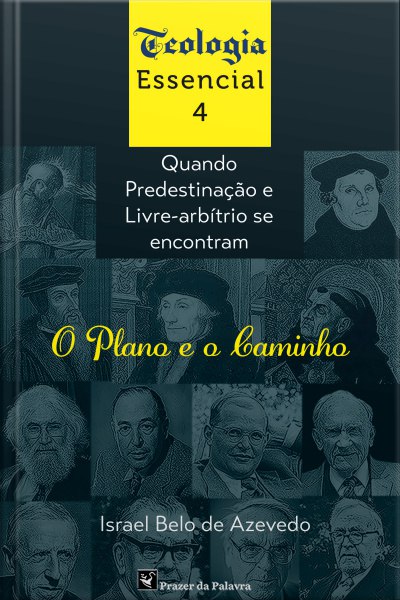 Teologia
Essencial
4
Quando
Predestinação e
Livre-arbítrio se
encontram
O Plano e o Caminho
Israel Belo de Azevedo
Prazer da Palavra